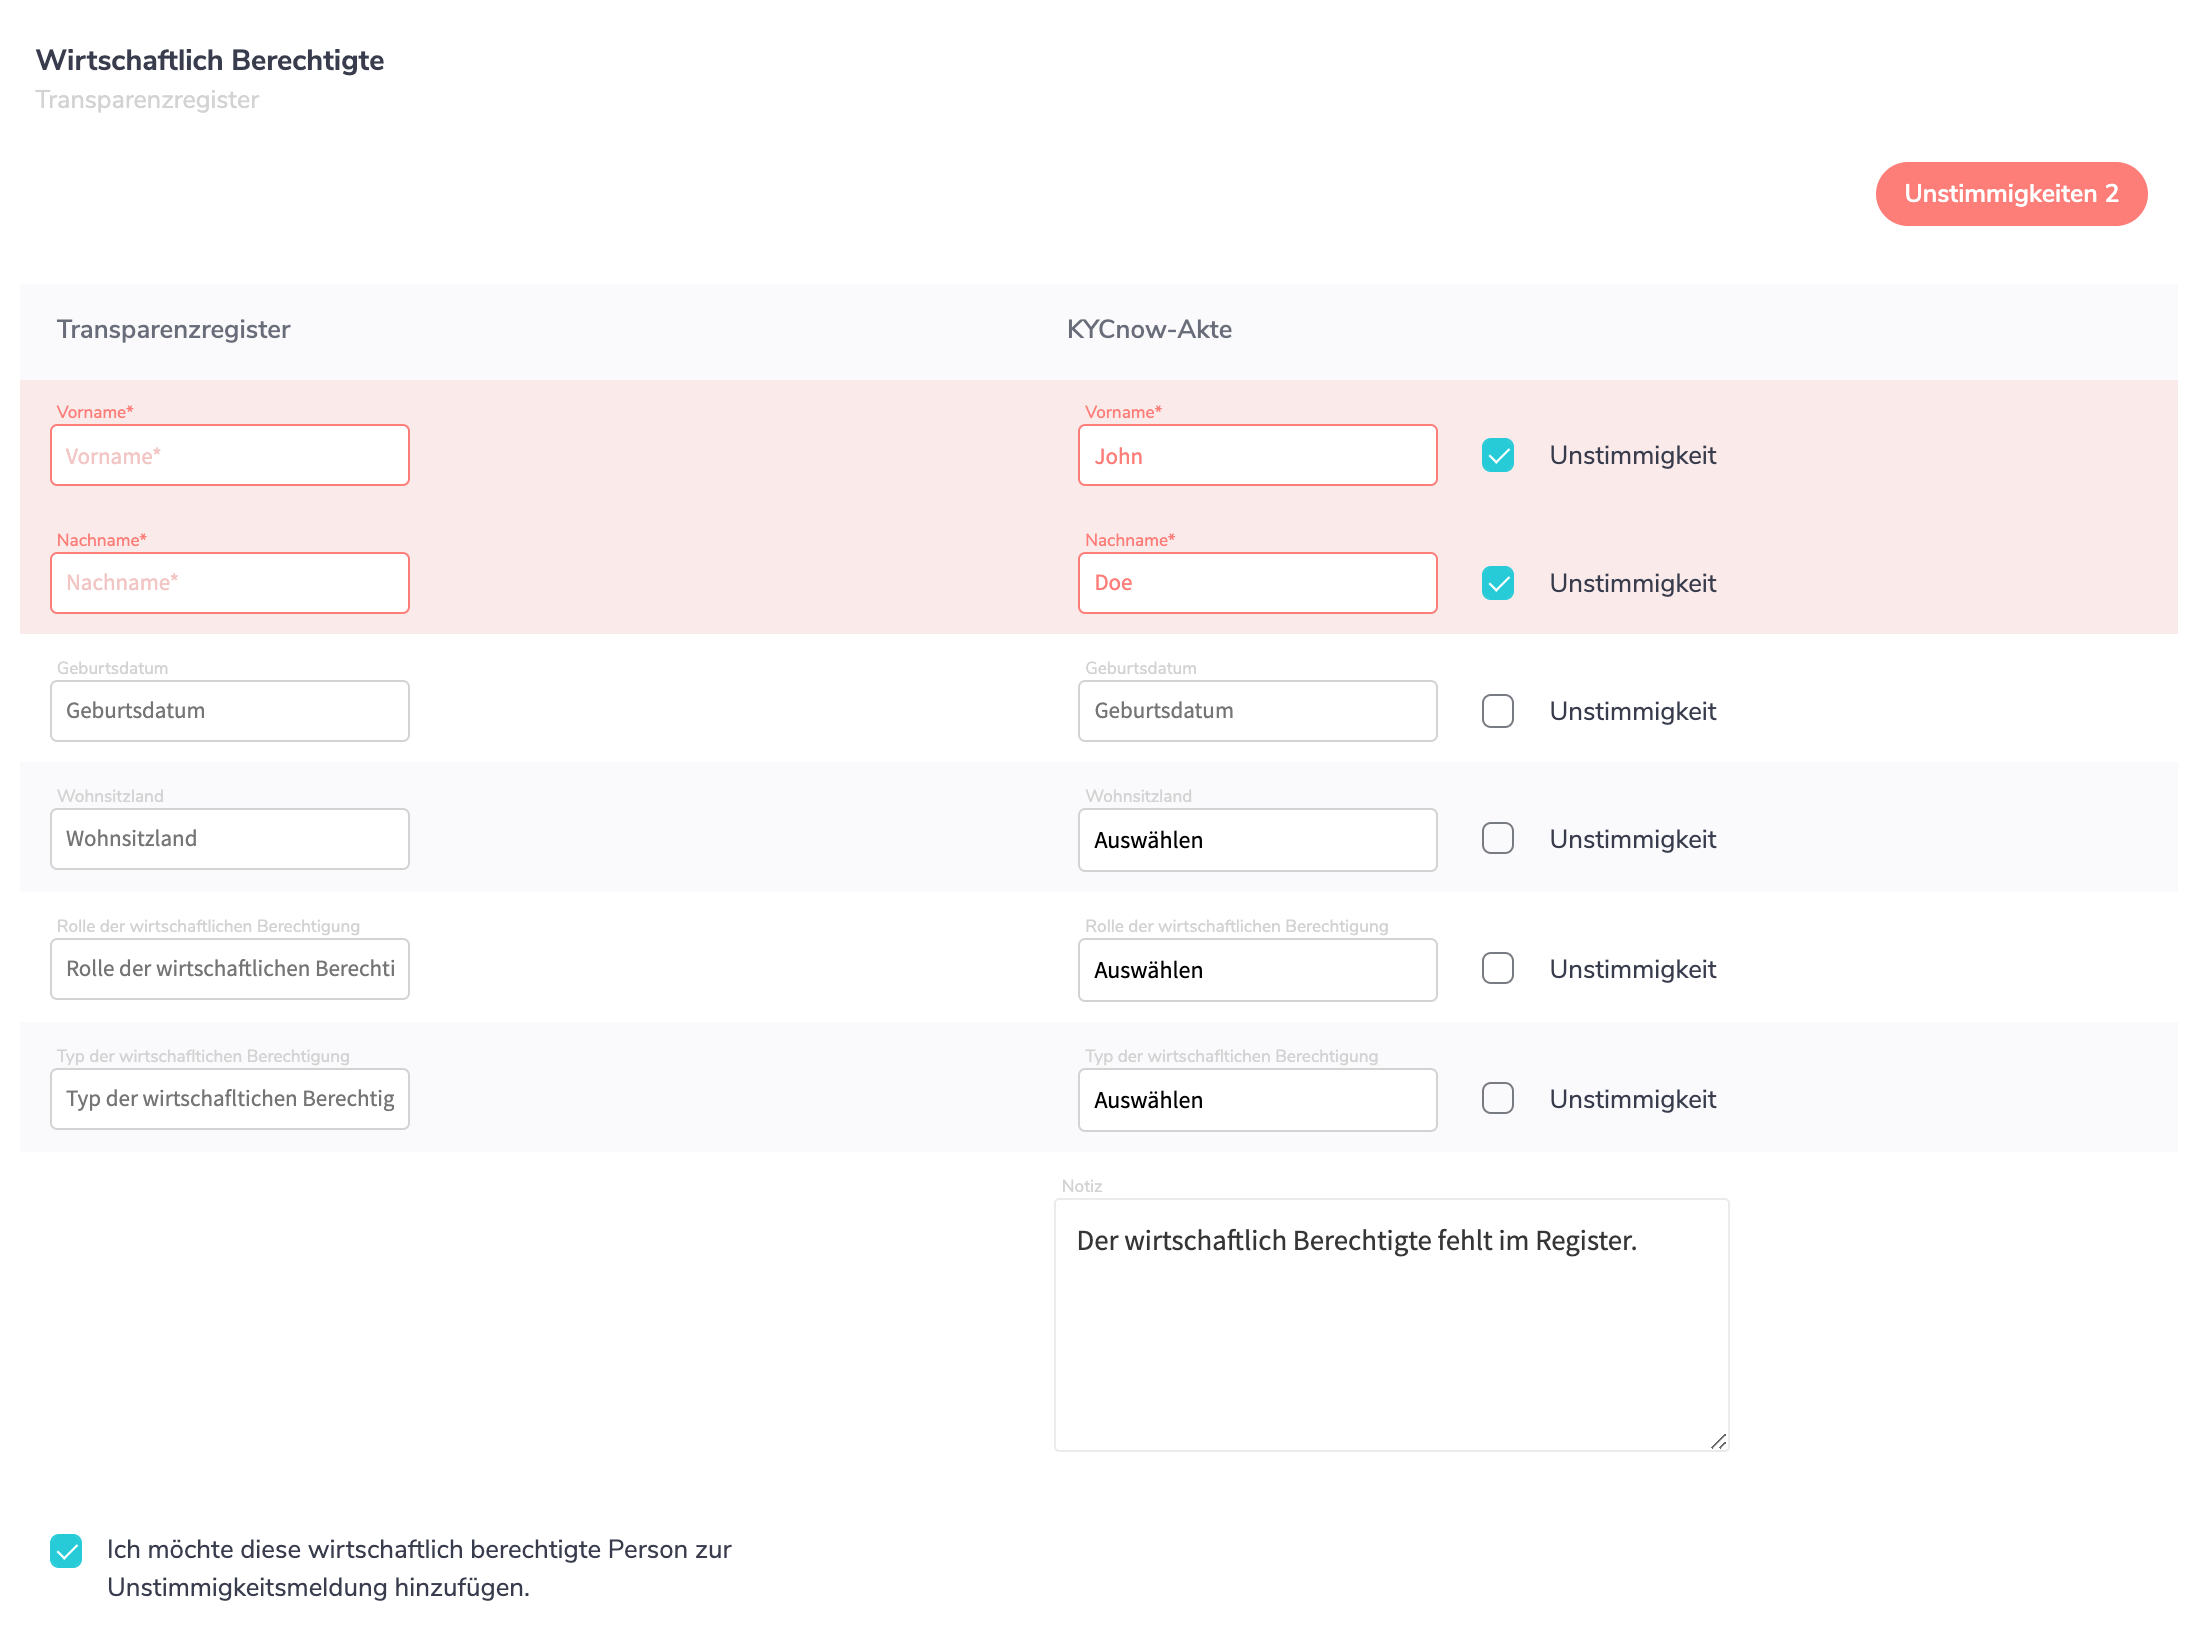 Wirtschaftlich Berechtigte
Transparenzregister
Unstimmigkeiten 2
Transparenzregister KYCnow-Akte
Vorname* Vorname*
Vorname* John Unstimmigkeit
Nachname* Nachname*
Nachname* Doe Unstimmigkeit
Geburtsdatum Geburtsdatum
Geburtsdatum Geburtsdatum Unstimmigkeit
Wohnsitzland Wohnsitzland
Wohnsitzland Auswählen Unstimmigkeit
Rolle der wirtschaftlichen Berechtigung Rolle der wirtschaftlichen Berechtigung
Rolle der wirtschaftlichen Berechti Auswählen Unstimmigkeit
Typ der wirtschafltichen Berechtigung Typ der wirtschafltichen Berechtigung
Typ der wirtschafltichen Berechtig Auswählen Unstimmigkeit
Notiz
Der wirtschaftlich Berechtigte fehlt im Register.
Ich möchte diese wirtschaftlich berechtigte Person zur
Unstimmigkeitsmeldung hinzufügen.